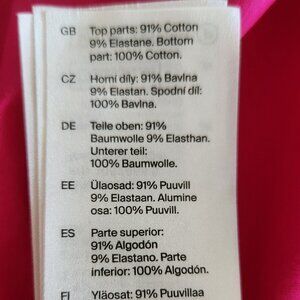 GB Top parts: 91% Cotton
9% Elastane. Bottom
part: 100% Cotton.
CZ Horní díly: 91% Bavlna
9% Elastan. Spodní díl:
100% Bavlna.
DE Teile oben: 91%
Baumwolle 9% Elasthan.
Unterer teil:
100% Baumwolle.
EE Ülaosad: 91% Puuvill
9% Elastaan. Alumine
osa: 100% Puuvill.
ES Parte superior:
91% Algodón
9% Elastano. Parte
inferior: 100% Algodón.
FI Yläosat: 91% Puuvillaa